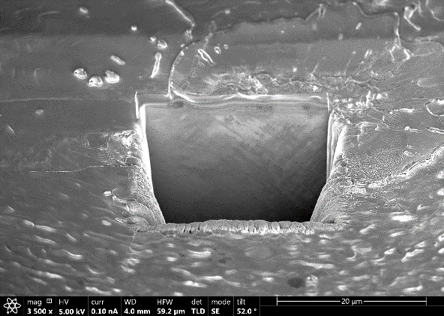 mag HV curr WD HFW det mode tilt
3 500 x 5.00 kV 0.10 nA 4.0 mm 59.2 µm TLD SE 52.0 °
20 µm